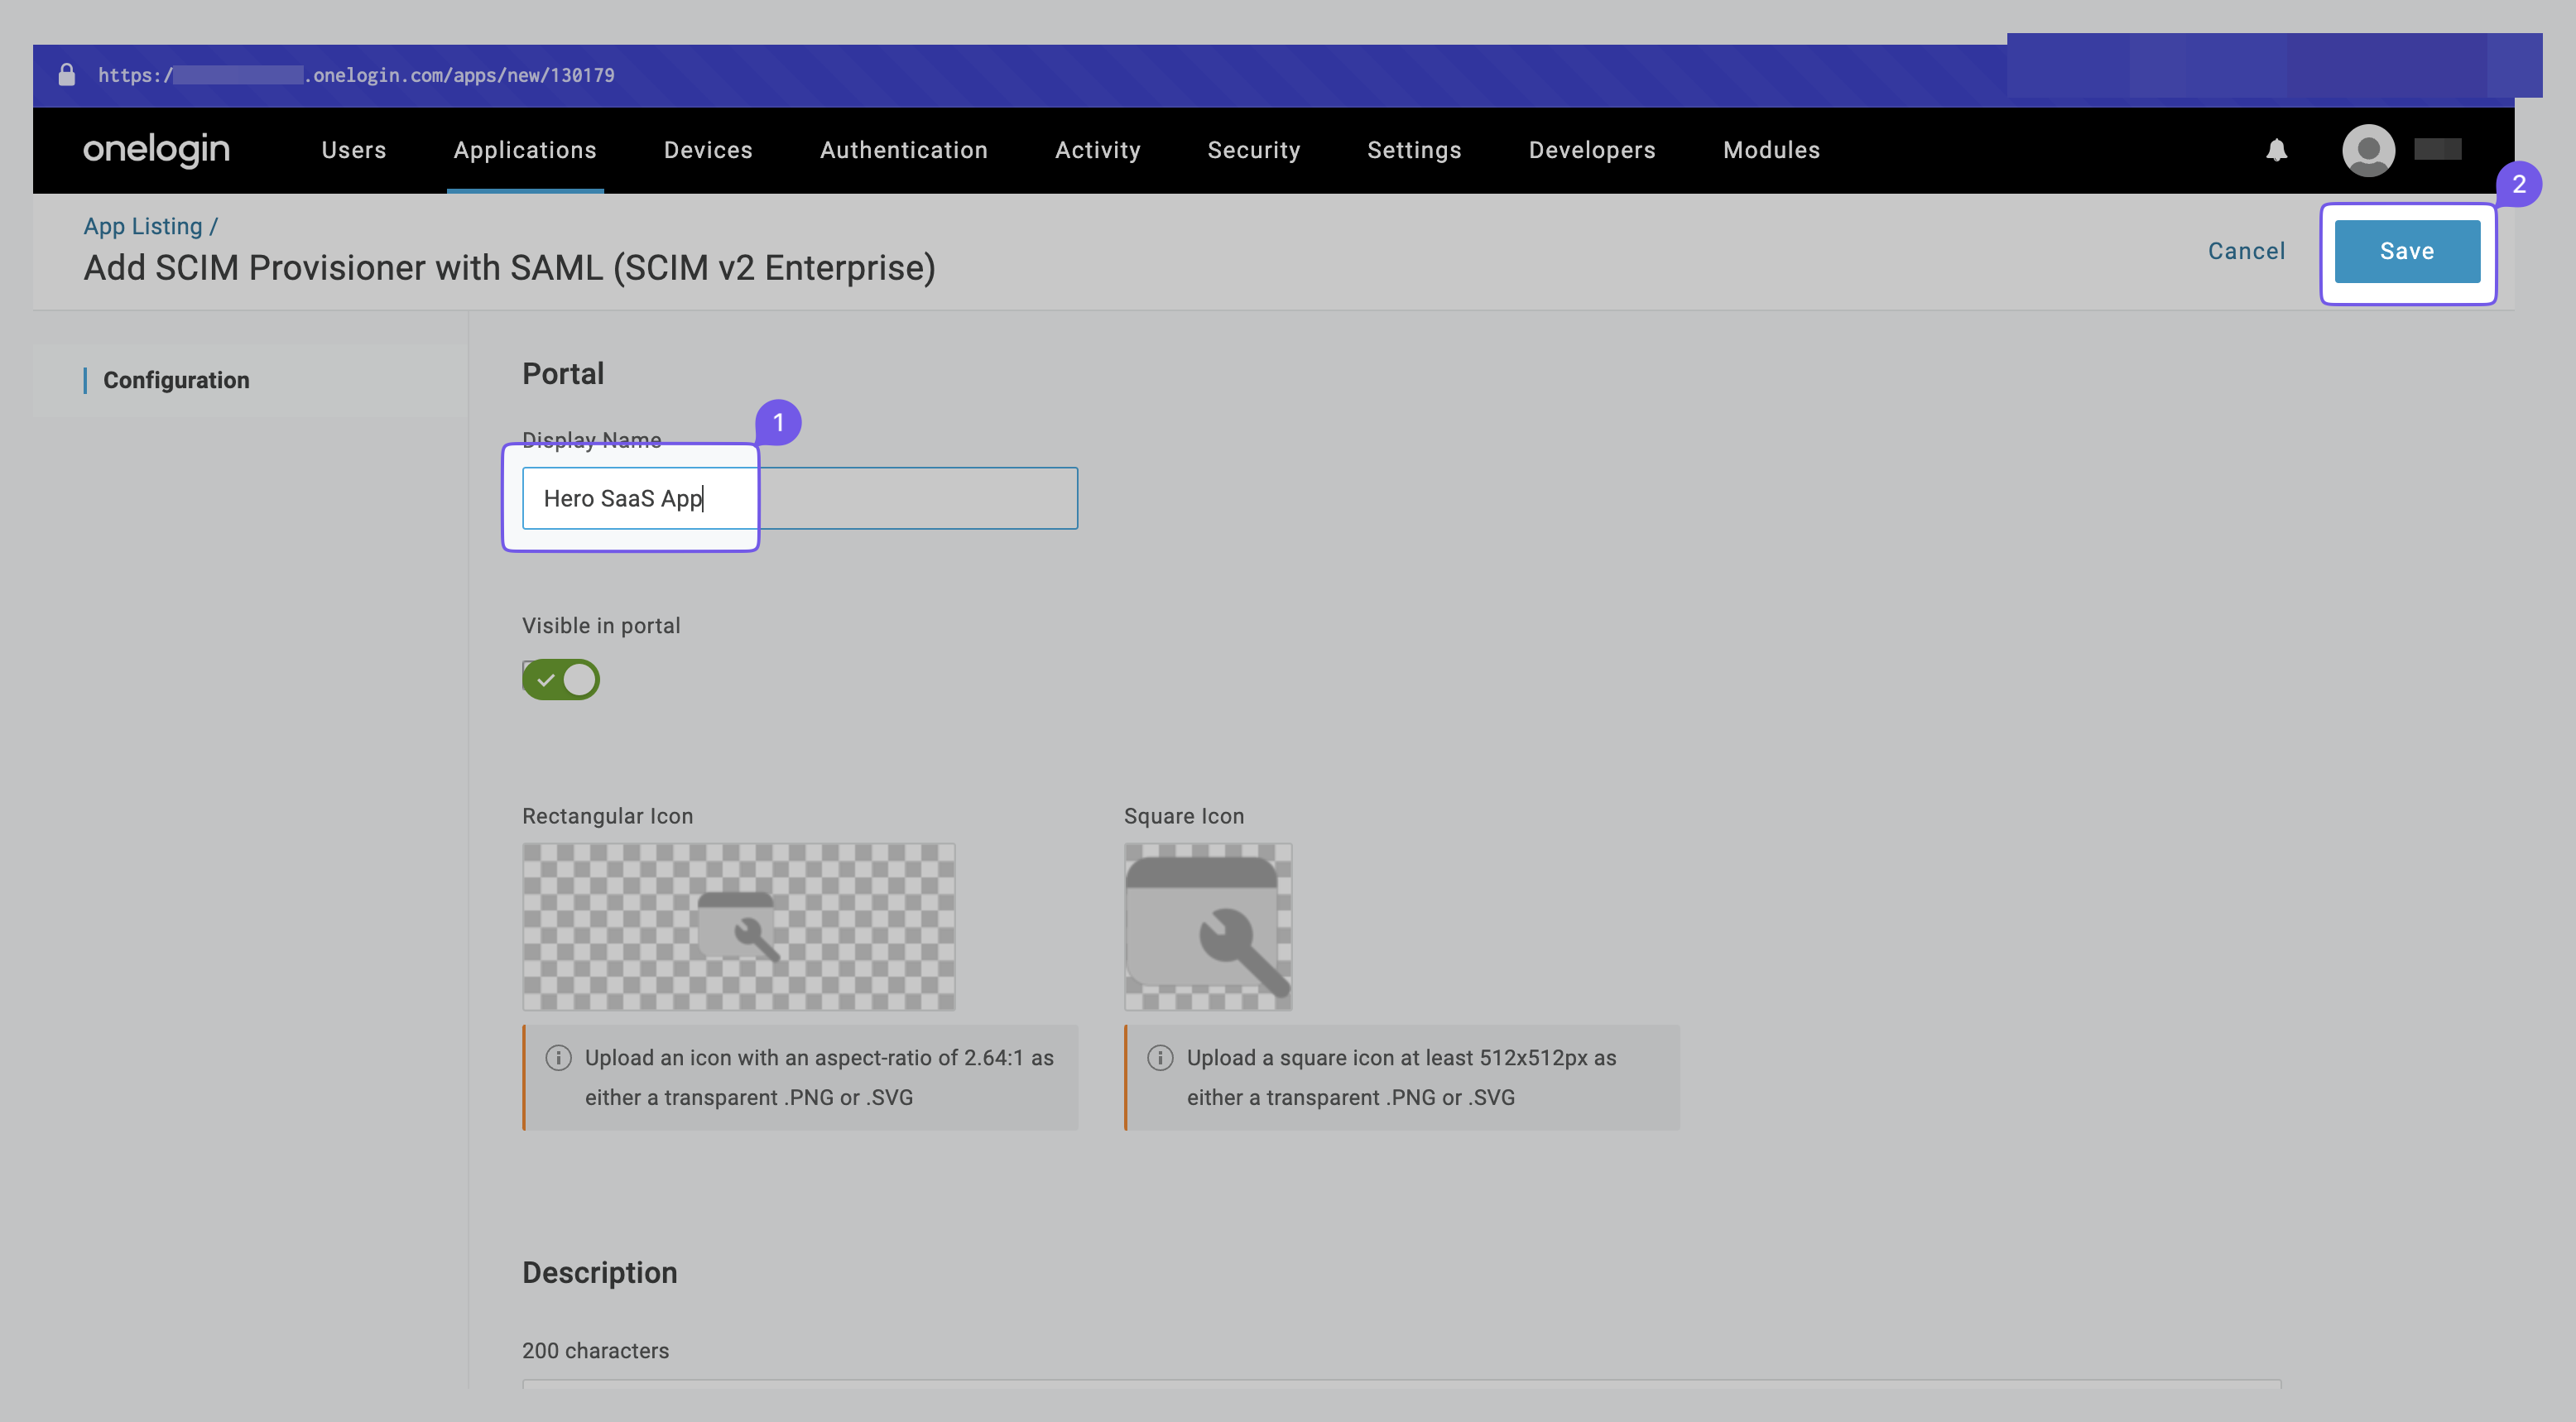 https:/ .onelogin.com/apps/new/130179
onelogin Users Applications Devices Authentication Activity Security Settings Developers Modules
2
App Listing /
Add SCIM Provisioner with SAML (SCIM v2 Enterprise)
Cancel Save
Configuration
Portal
1
Display Name
Hero SaaS App
Visible in portal
Rectangular Icon
Square Icon
Upload an icon with an aspect-ratio of 2.64:1 as
either a transparent .PNG or .SVG
Upload a square icon at least 512x512px as
either a transparent .PNG or .SVG
Description
200 characters